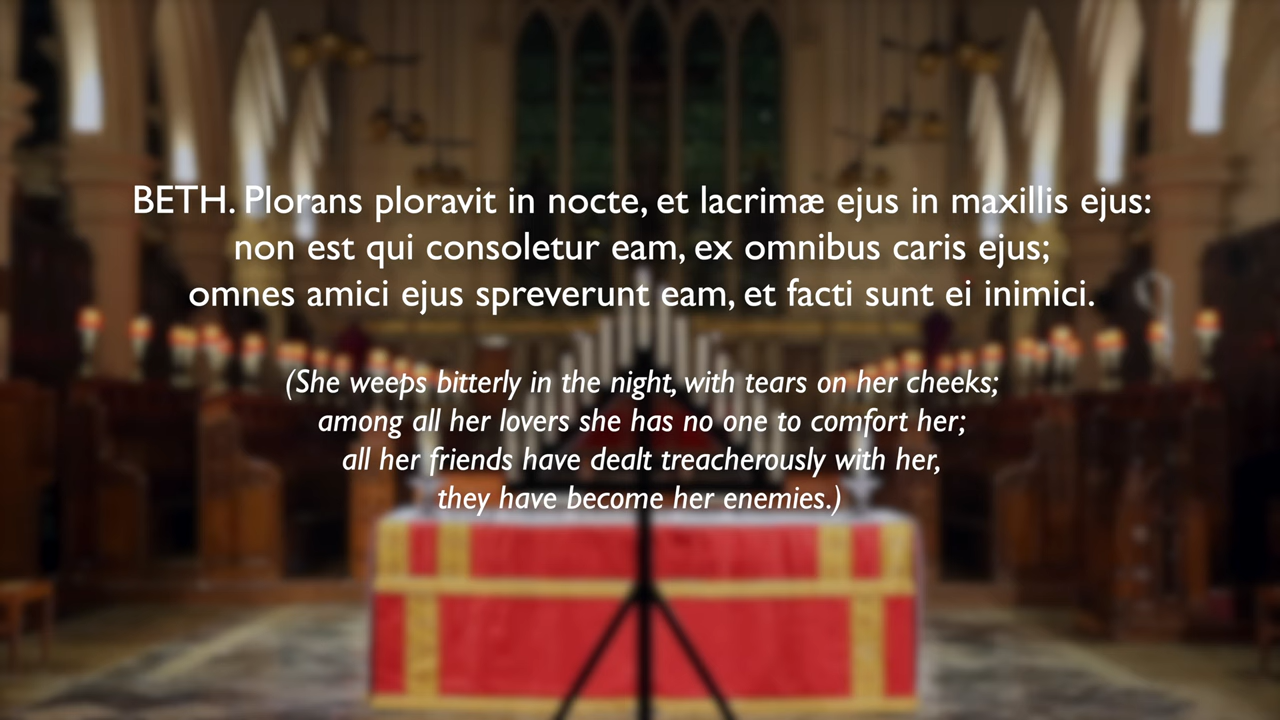 BETH. Plorans ploravit in nocte, et lacrimæ ejus in maxillis ejus:
non est qui consoletur eam, ex omnibus caris ejus;
omnes amici ejus spreverunt eam, et facti sunt ei inimici.
(She weeps bitterly in the night, with tears on her cheeks;
among all her lovers she has no one to comfort her;
all her friends have dealt treacherously with her,
they have become her enemies.)